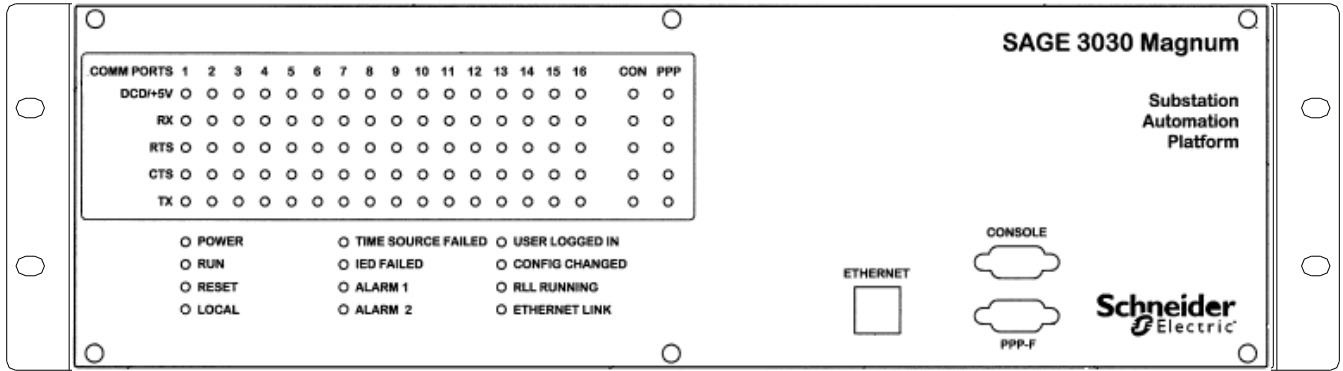 SAGE 3030 Magnum
Substation
Automation
Platform
COMM PORTS 1 2 3 4 5 6 7 8 9 10 11 12 13 14 15 16 CON PPP
DCD/+5V
RX
RTS
CTS
TX
POWER TIME SOURCE FAILED USER LOGGED IN
RUN IED FAILED CONFIG CHANGED
RESET ALARM 1 RLL RUNNING
LOCAL ALARM 2 ETHERNET LINK
CONSOLE
ETHERNET
PPP-F
Schneider
Electric